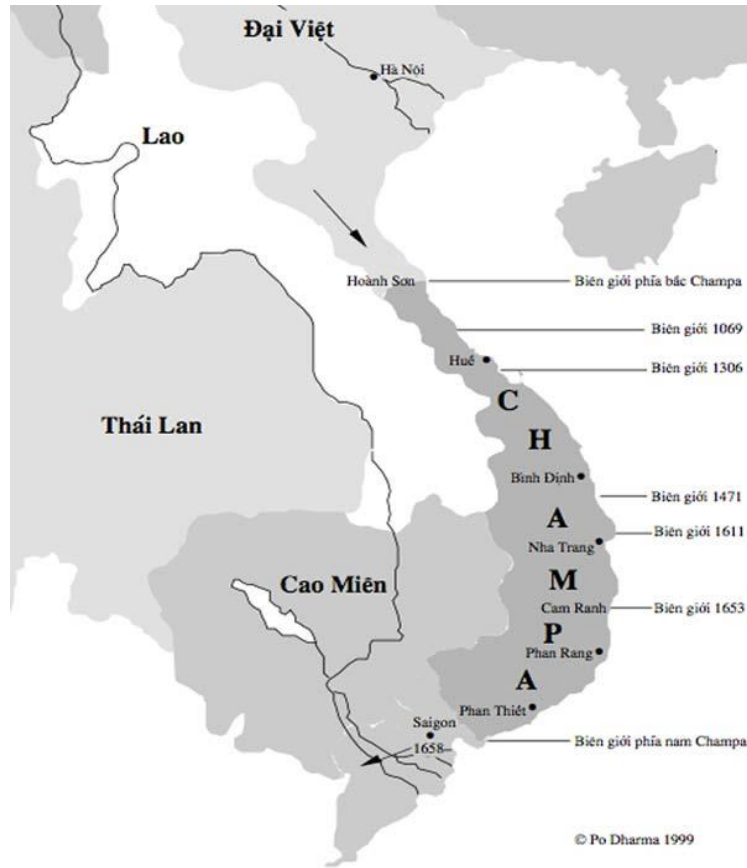 Đại Việt
Hà Nội
Lao
Hoành Sơn
Biên giới phía bắc Champa
Biên giới 1069
Huế
Biên giới 1306
C
Thái Lan
H
Bình Định
Biên giới 1471
A
Biên giới 1611
Nha Trang
Cao Miên
M
Cam Ranh
Biên giới 1653
P
Phan Rang
A
Phan Thiết
Saigon
Biên giới phía nam Champa
1658
© Po Dharma 1999